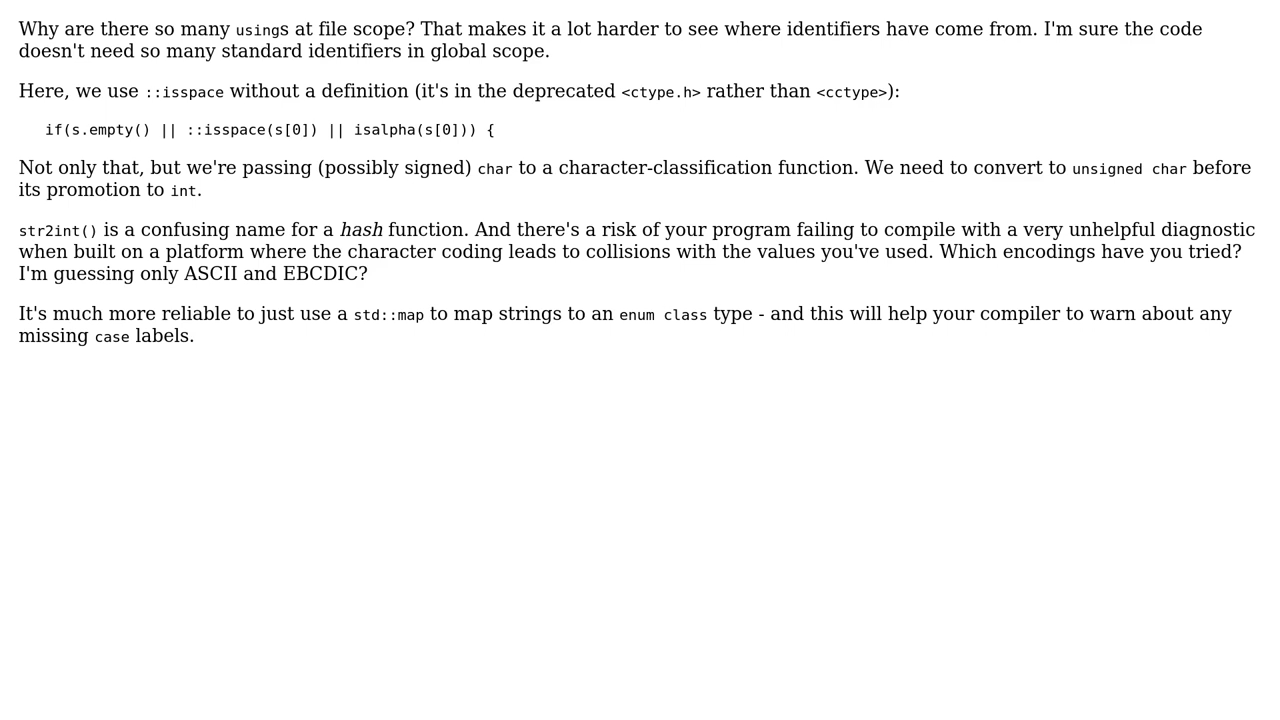 Why are there so many usings at file scope? That makes it a lot harder to see where identifiers have come from. I'm sure the code
doesn't need so many standard identifiers in global scope.
Here, we use ::isspace without a definition (it's in the deprecated <ctype.h> rather than <cctype>):
if(s.empty() || ::isspace(s[0]) || isalpha(s[0])) {
Not only that, but we're passing (possibly signed) char to a character-classification function. We need to convert to unsigned char before
its promotion to int.
str2int() is a confusing name for a hash function. And there's a risk of your program failing to compile with a very unhelpful diagnostic
when built on a platform where the character coding leads to collisions with the values you've used. Which encodings have you tried?
I'm guessing only ASCII and EBCDIC?
It's much more reliable to just use a std::map to map strings to an enum class type - and this will help your compiler to warn about any
missing case labels.